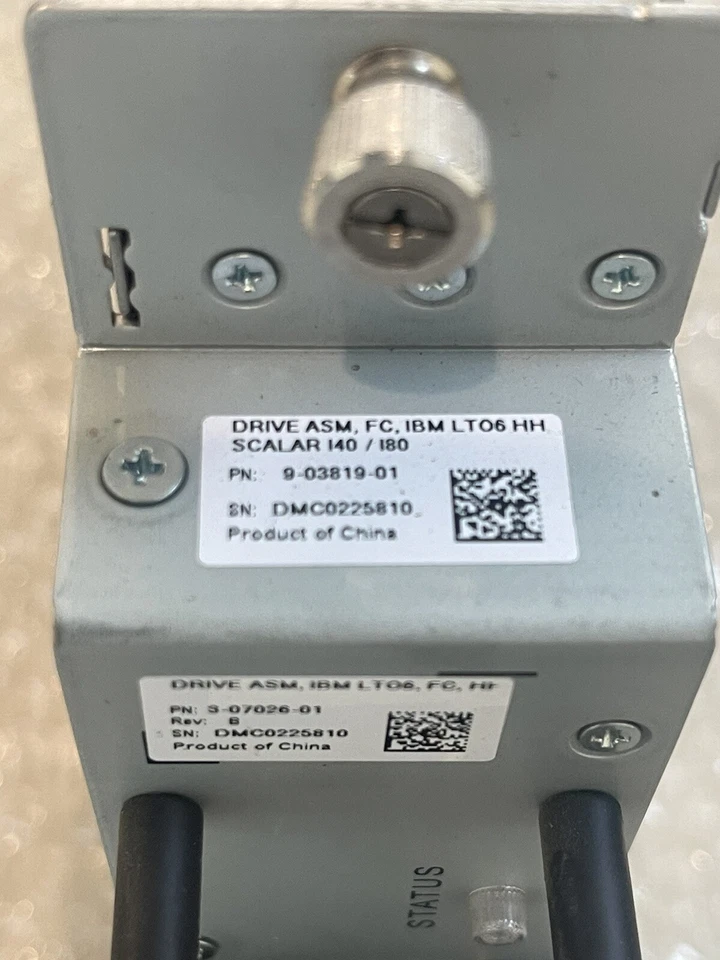 DRIVE ASM, FC, IBM LTO6 HH
SCALAR I40 / I80
PN: 9-03819-01
SN: DMC0225810
Product of China
DRIVE ASM, IBM LTO6, FC, HH
PN: 3-07026-01
Rev: B
SN: DMC0225810
Product of China
STATUS